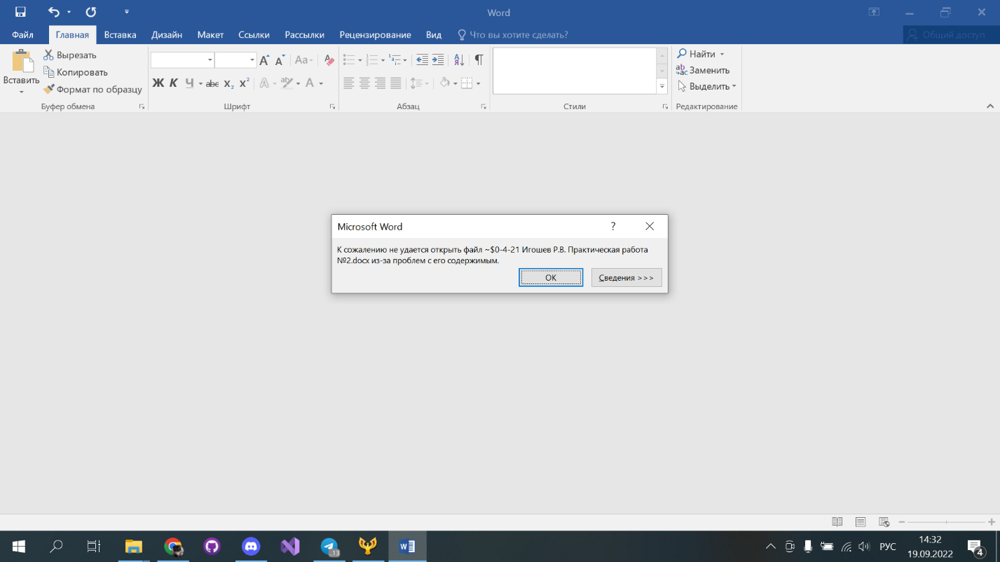 Word
Файл Главная Вставка Дизайн Макет Ссылки Рассылки Рецензирование Вид Что вы хотите сделать? Общий доступ
Вставить
Вырезать
Копировать
Формат по образцу
Буфер обмена
Aa
Ж К Ч abc x₂ x² A aby A
Шрифт
А
Я
¶
Абзац
Стили
Найти
Заменить
Выделить
Редактирование
Microsoft Word ?
К сожалению не удается открыть файл ~$0-4-21 Игошев Р.В. Практическая работа
№2.docx из-за проблем с его содержимым.
ОК Сведения >>>
13
РУС
14:32
19.09.2022
4